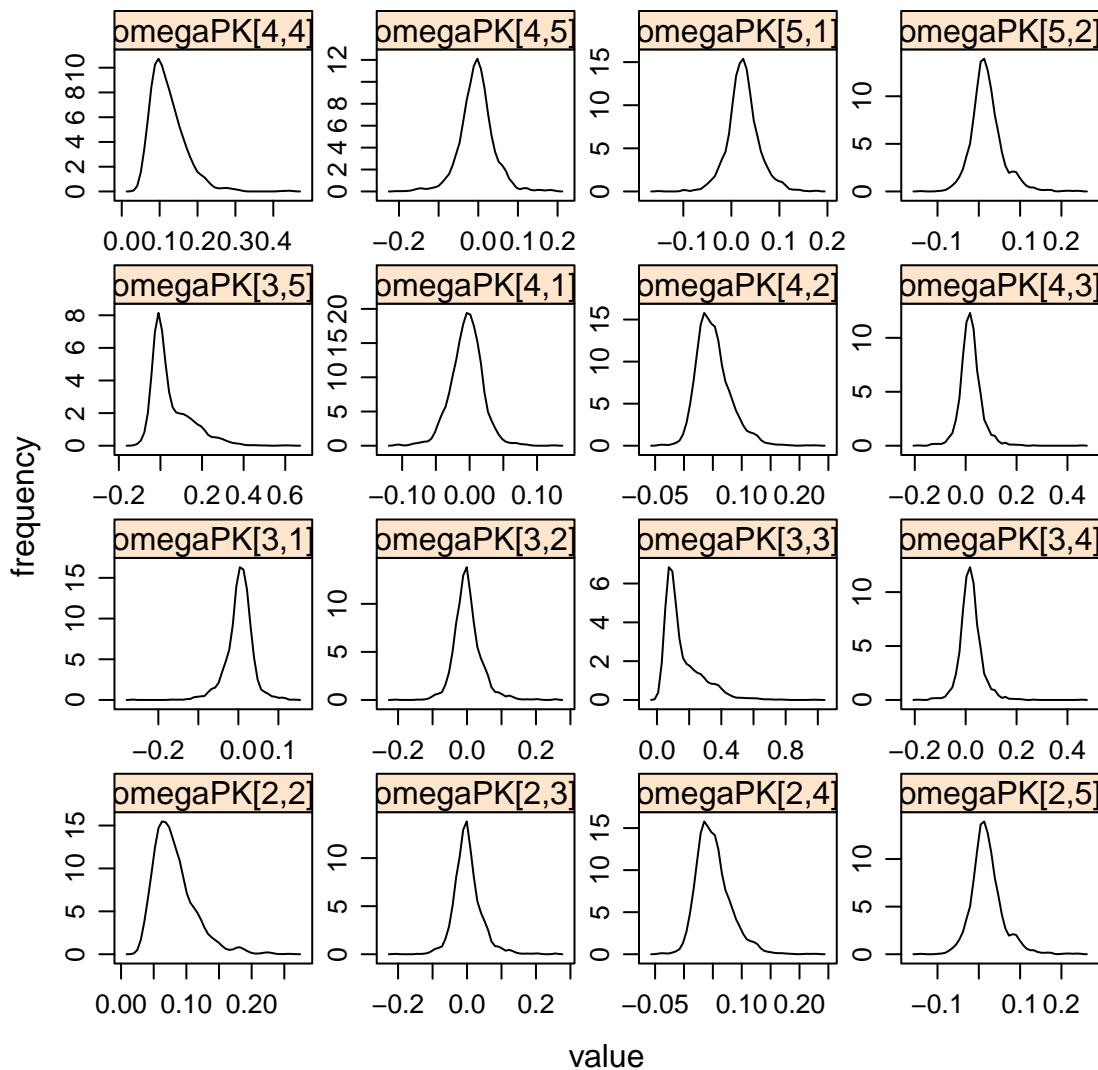 omegaPK[4,4] omegaPK[4,5] omegaPK[5,1] omegaPK[5,2]
0 2 4 6 8 10
0 2 4 6 8 12
0 5 10 15
0 5 10
0.0 0.1 0.2 0.3 0.4
−0.2 0.0 0.1 0.2
−0.1 0.0 0.1 0.2
−0.1 0.1 0.2
omegaPK[3,5] omegaPK[4,1] omegaPK[4,2] omegaPK[4,3]
0 2 4 6 8
0 5 10 15 20
0 5 10 15
0 5 10
−0.2 0.2 0.4 0.6
−0.10 0.00 0.10
−0.05 0.10 0.20
−0.2 0.0 0.2 0.4
frequency
omegaPK[3,1] omegaPK[3,2] omegaPK[3,3] omegaPK[3,4]
0 5 10 15
0 5 10
0 2 4 6
0 5 10
−0.2 0.0 0.1
−0.2 0.0 0.2
0.0 0.4 0.8
−0.2 0.0 0.2 0.4
omegaPK[2,2] omegaPK[2,3] omegaPK[2,4] omegaPK[2,5]
0 5 10 15
0 5 10
0 5 10 15
0 5 10
0.00 0.10 0.20
−0.2 0.0 0.2
−0.05 0.10 0.20
−0.1 0.1 0.2
value